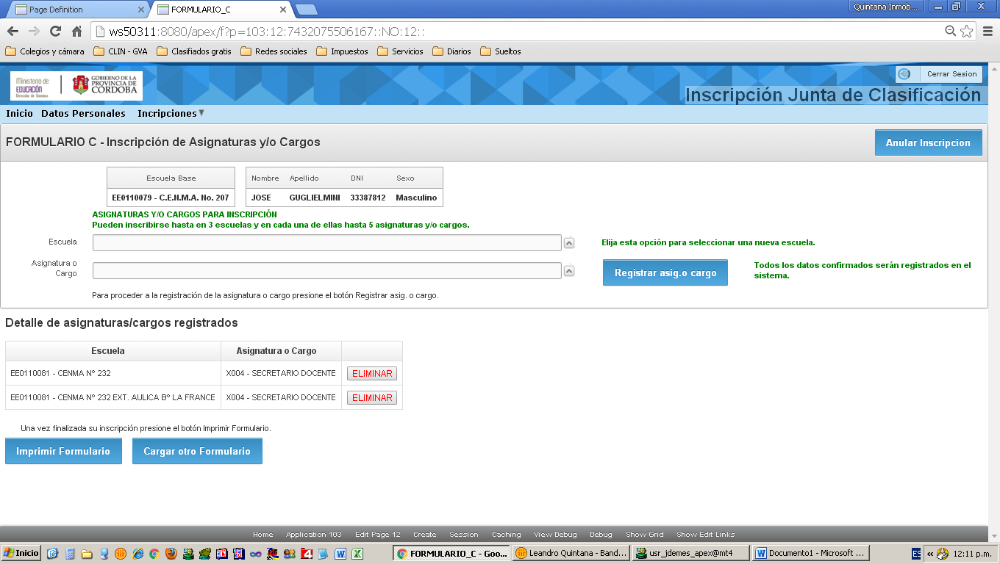 Page Definition
FORMULARIO_C
Quintana Inmob...
ws50311:8080/apex/f?p=103:12:7432075506167::NO:12::
Colegios y cámara
CLIN - GVA
Clasifiados gratis
Redes sociales
Impuestos
Servicios
Diarios
Sueltos
Ministerio de
EDUCACIÓN
Dirección de Sistemas
GOBIERNO DE LA
PROVINCIA DE
CÓRDOBA
Cerrar Sesion
Inscripción Junta de Clasificación
Inicio Datos Personales Incripciones
FORMULARIO C - Inscripción de Asignaturas y/o Cargos
Anular Inscripcion
Escuela Base
EE0110079 - C.E.N.M.A. No. 207
Nombre Apellido DNI Sexo
JOSE GUGLIELMINI 33387812 Masculino
ASIGNATURAS Y/O CARGOS PARA INSCRIPCIÓN
Pueden inscribirse hasta en 3 escuelas y en cada una de ellas hasta 5 asignaturas y/o cargos.
Escuela
Elija esta opción para seleccionar una nueva escuela.
Asignatura o
Cargo
Registrar asig.o cargo
Todos los datos confirmados serán registrados en el
sistema.
Para proceder a la registración de la asignatura o cargo presione el botón Registrar asig. o cargo.
Detalle de asignaturas/cargos registrados
Escuela Asignatura o Cargo
EE0110081 - CENMA Nº 232 X004 - SECRETARIO DOCENTE ELIMINAR
EE0110081 - CENMA Nº 232 EXT. AULICA Bº LA FRANCE X004 - SECRETARIO DOCENTE ELIMINAR
Una vez finalizada su inscripción presione el botón Imprimir Formulario.
Imprimir Formulario
Cargar otro Formulario
Home Application 103 Edit Page 12 Create Session Caching View Debug Debug Show Grid Show Edit Links
Inicio
FORMULARIO_C - Goo...
Leandro Quintana - Band...
usr_jdemes_apex@mt4
Documento1 - Microsoft ...
ES
12:11 p.m.